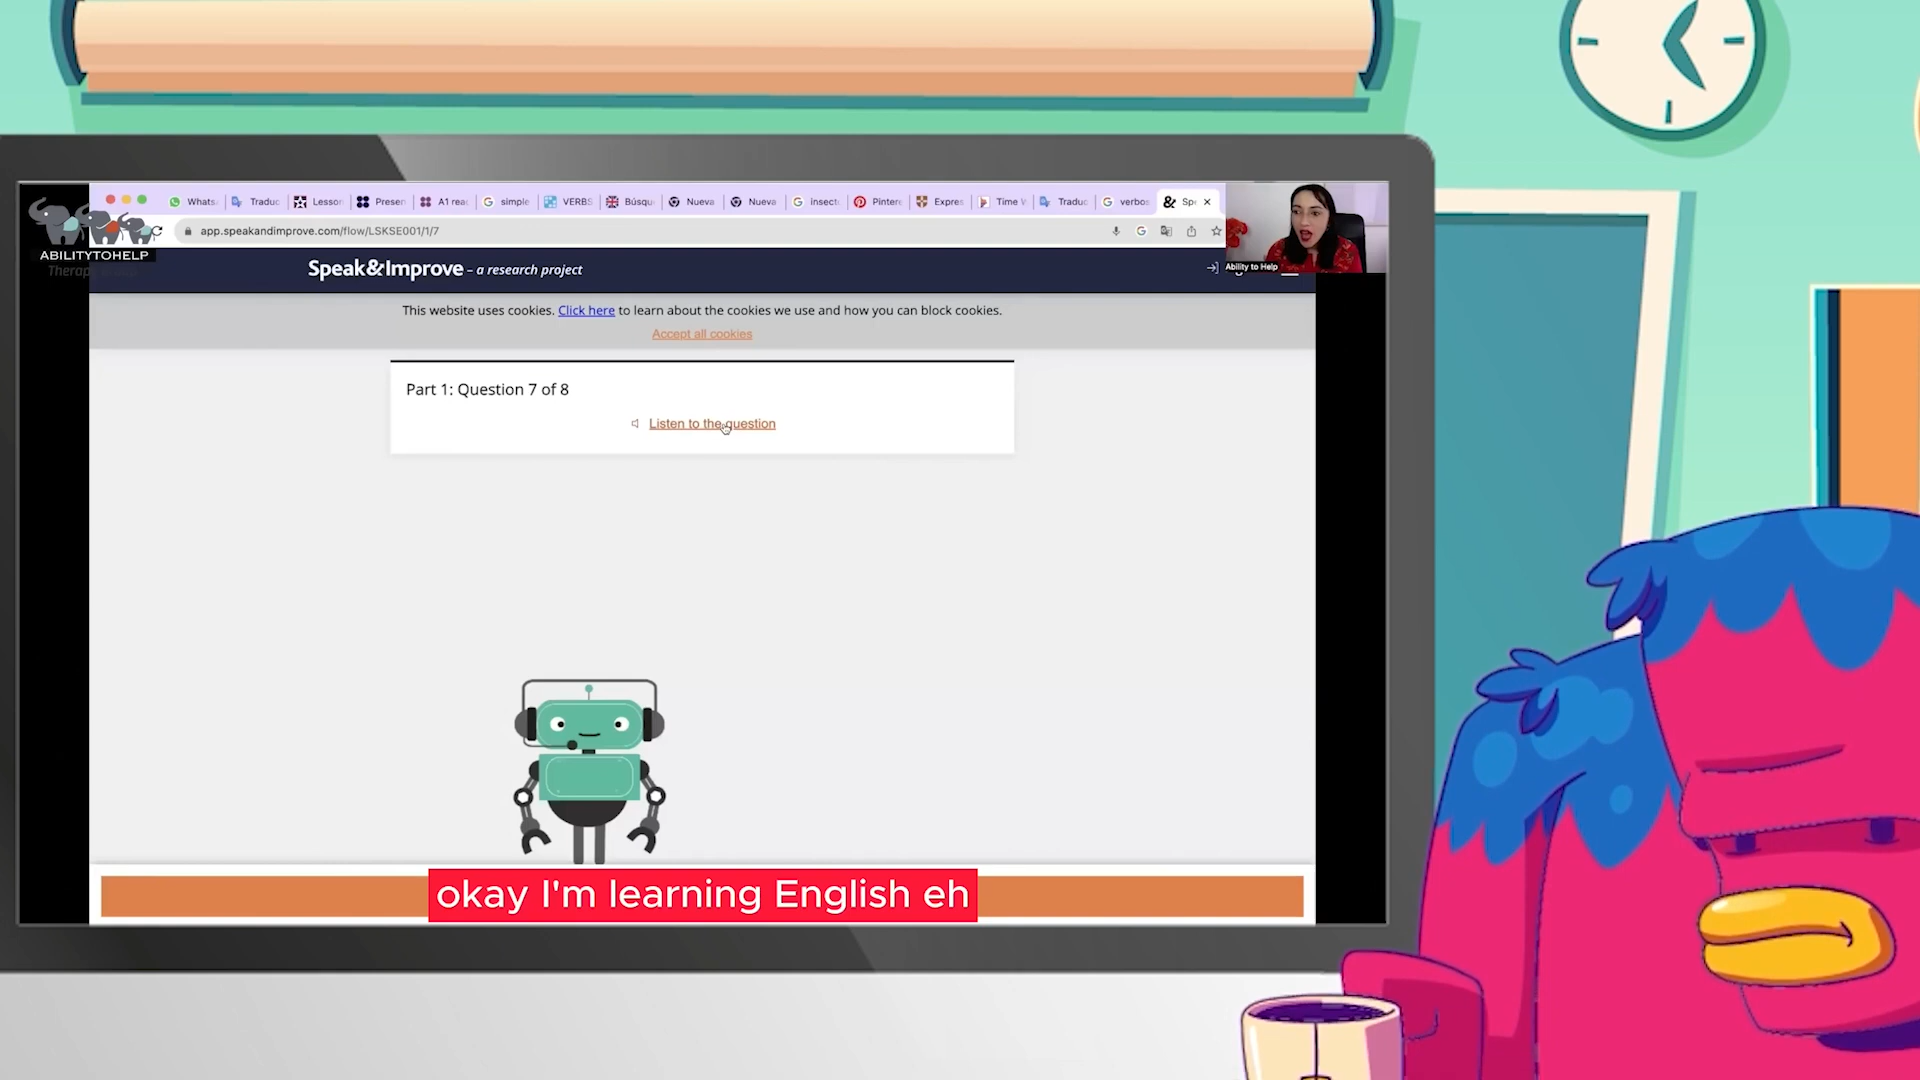 Whats
Traduc
Lesson
Presen
A1 rea
simple
VERBS
Búsqu
Nueva
Nueva
insect
Pinter
Expres
Time V
Traduc
verbos
Sp
app.speakandimprove.com/flow/LSKSE001/1/7
ABILITYTOHELP
Ability to Help
Speak&Improve – a research project
This website uses cookies. Click here to learn about the cookies we use and how you can block cookies.
Accept all cookies
Part 1: Question 7 of 8
Listen to the question
okay I'm learning English eh